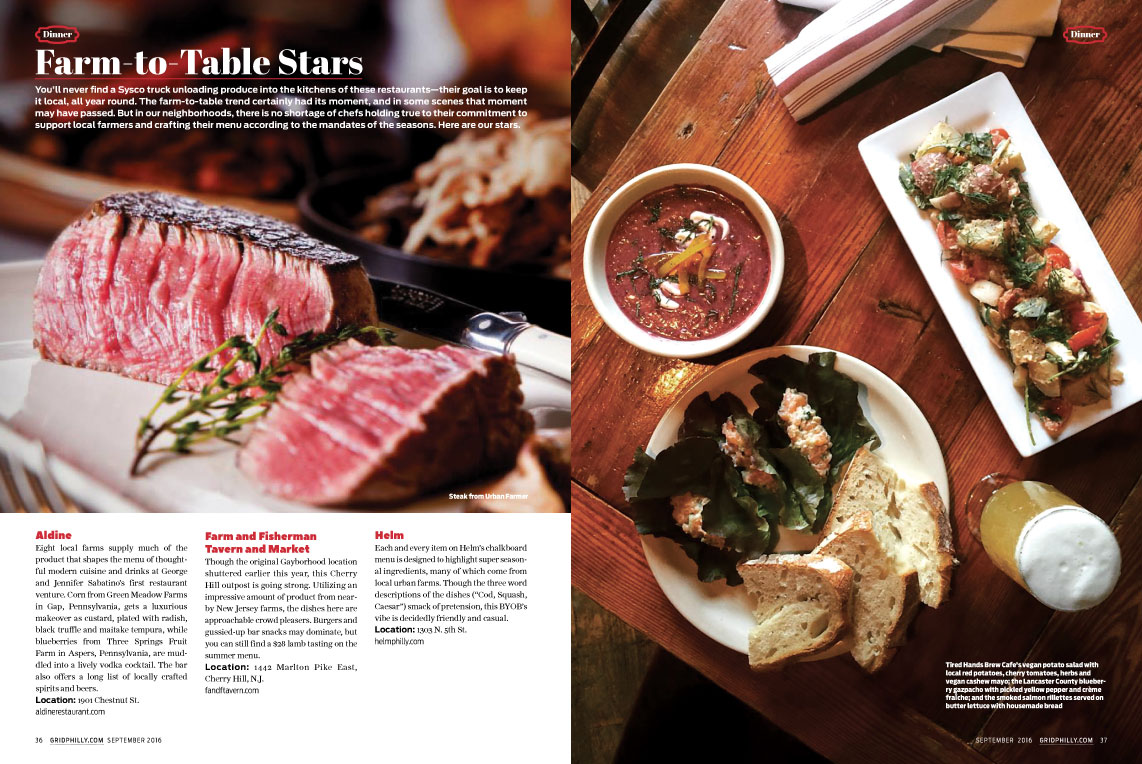 Dinner
Farm-to-Table Stars
You'll never find a Sysco truck unloading produce into the kitchens of these restaurants—their goal is to keep
it local, all year round. The farm-to-table trend certainly had its moment, and in some scenes that moment
may have passed. But in our neighborhoods, there is no shortage of chefs holding true to their commitment to
support local farmers and crafting their menu according to the mandates of the seasons. Here are our stars.
Steak from Urban Farmer
Aldine
Eight local farms supply much of the
product that shapes the menu of thought-
ful modern cuisine and drinks at George
and Jennifer Sabatino's first restaurant
venture. Corn from Green Meadow Farms
in Gap, Pennsylvania, gets a luxurious
makeover as custard, plated with radish,
black truffle and maitake tempura, while
blueberries from Three Springs Fruit
Farm in Aspers, Pennsylvania, are mud-
dled into a lively vodka cocktail. The bar
also offers a long list of locally crafted
spirits and beers.
Location: 1901 Chestnut St.
aldinerestaurant.com
Farm and Fisherman
Tavern and Market
Though the original Gayborhood location
shuttered earlier this year, this Cherry
Hill outpost is going strong. Utilizing an
impressive amount of product from near-
by New Jersey farms, the dishes here are
approachable crowd pleasers. Burgers and
gussied-up bar snacks may dominate, but
you can still find a $28 lamb tasting on the
summer menu.
Location: 1442 Marlton Pike East,
Cherry Hill, N.J.
fandftavern.com
Helm
Each and every item on Helm's chalkboard
menu is designed to highlight super season-
al ingredients, many of which come from
local urban farms. Though the three word
descriptions of the dishes ("Cod, Squash,
Caesar") smack of pretension, this BYOB's
vibe is decidedly friendly and casual.
Location: 1303 N. 5th St.
helmphilly.com
36 GRIDPHILLY.COM SEPTEMBER 2016
Dinner
Tired Hands Brew Cafe's vegan potato salad with
local red potatoes, cherry tomatoes, herbs and
vegan cashew mayo; the Lancaster County blueber-
ry gazpacho with pickled yellow pepper and crème
fraiche; and the smoked salmon rillettes served on
butter lettuce with housemade bread
SEPTEMBER 2016 GRIDPHILLY.COM 37